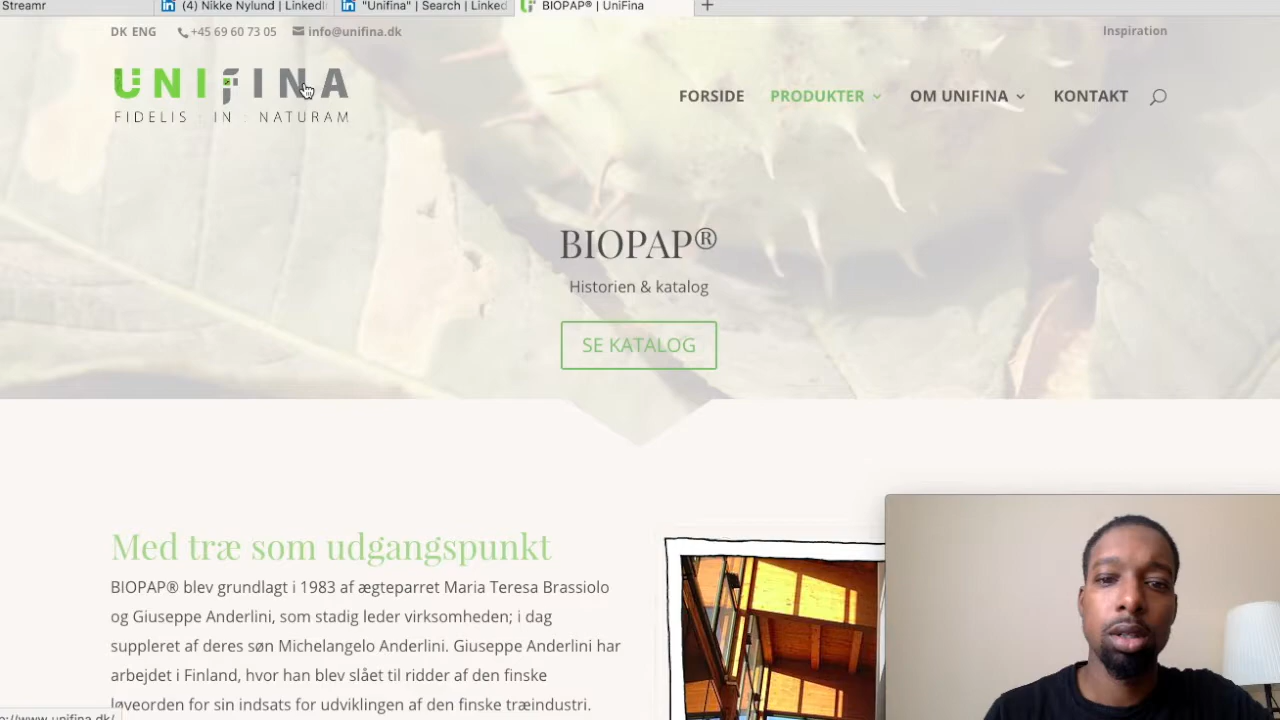 Streamr
(4) Nikke Nylund | LinkedIn
"Unifina" | Search | Linked
BIOPAP® | UniFina
DK ENG
+45 69 60 73 05
info@unifina.dk
Inspiration
UNIFINA
FIDELIS : IN : NATURAM
FORSIDE
PRODUKTER
OM UNIFINA
KONTAKT
BIOPAP®
Historien & katalog
SE KATALOG
Med træ som udgangspunkt
BIOPAP® blev grundlagt i 1983 af ægteparret Maria Teresa Brassiolo
og Giuseppe Anderlini, som stadig leder virksomheden; i dag
suppleret af deres søn Michelangelo Anderlini. Giuseppe Anderlini har
arbejdet i Finland, hvor han blev slået til ridder af den finske
løveorden for sin indsats for udviklingen af den finske træindustri.
://www.unifina.dk/